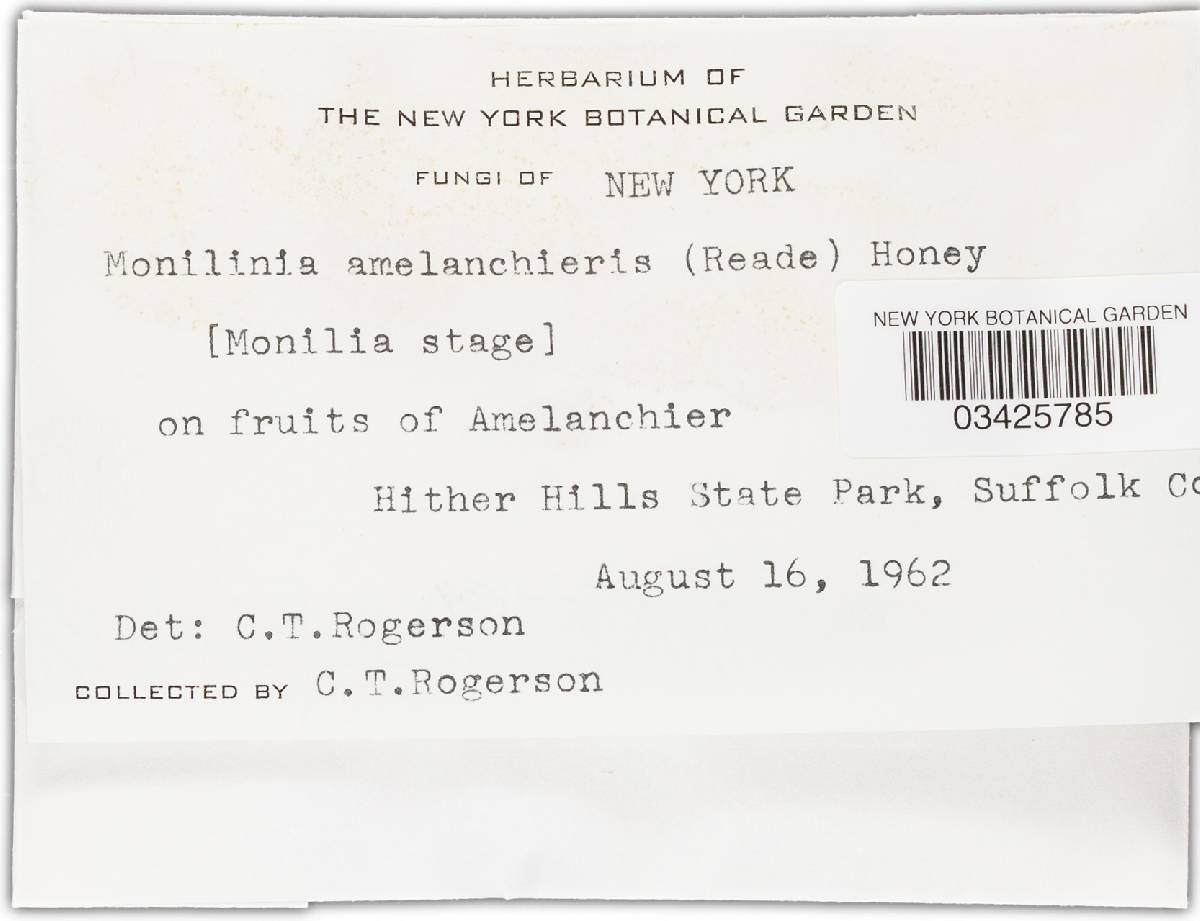 HERBARIUM OF
THE NEW YORK BOTANICAL GARDEN
FUNGI OF NEW YORK
Monilinia amelanchieris (Reade) Honey
[Monilia stage]
NEW YORK BOTANICAL GARDEN
03425785
on fruits of Amelanchier
Hither Hills State Park, Suffolk Co
August 16, 1962
Det: C.T.Rogerson
COLLECTED BY C.T.Rogerson